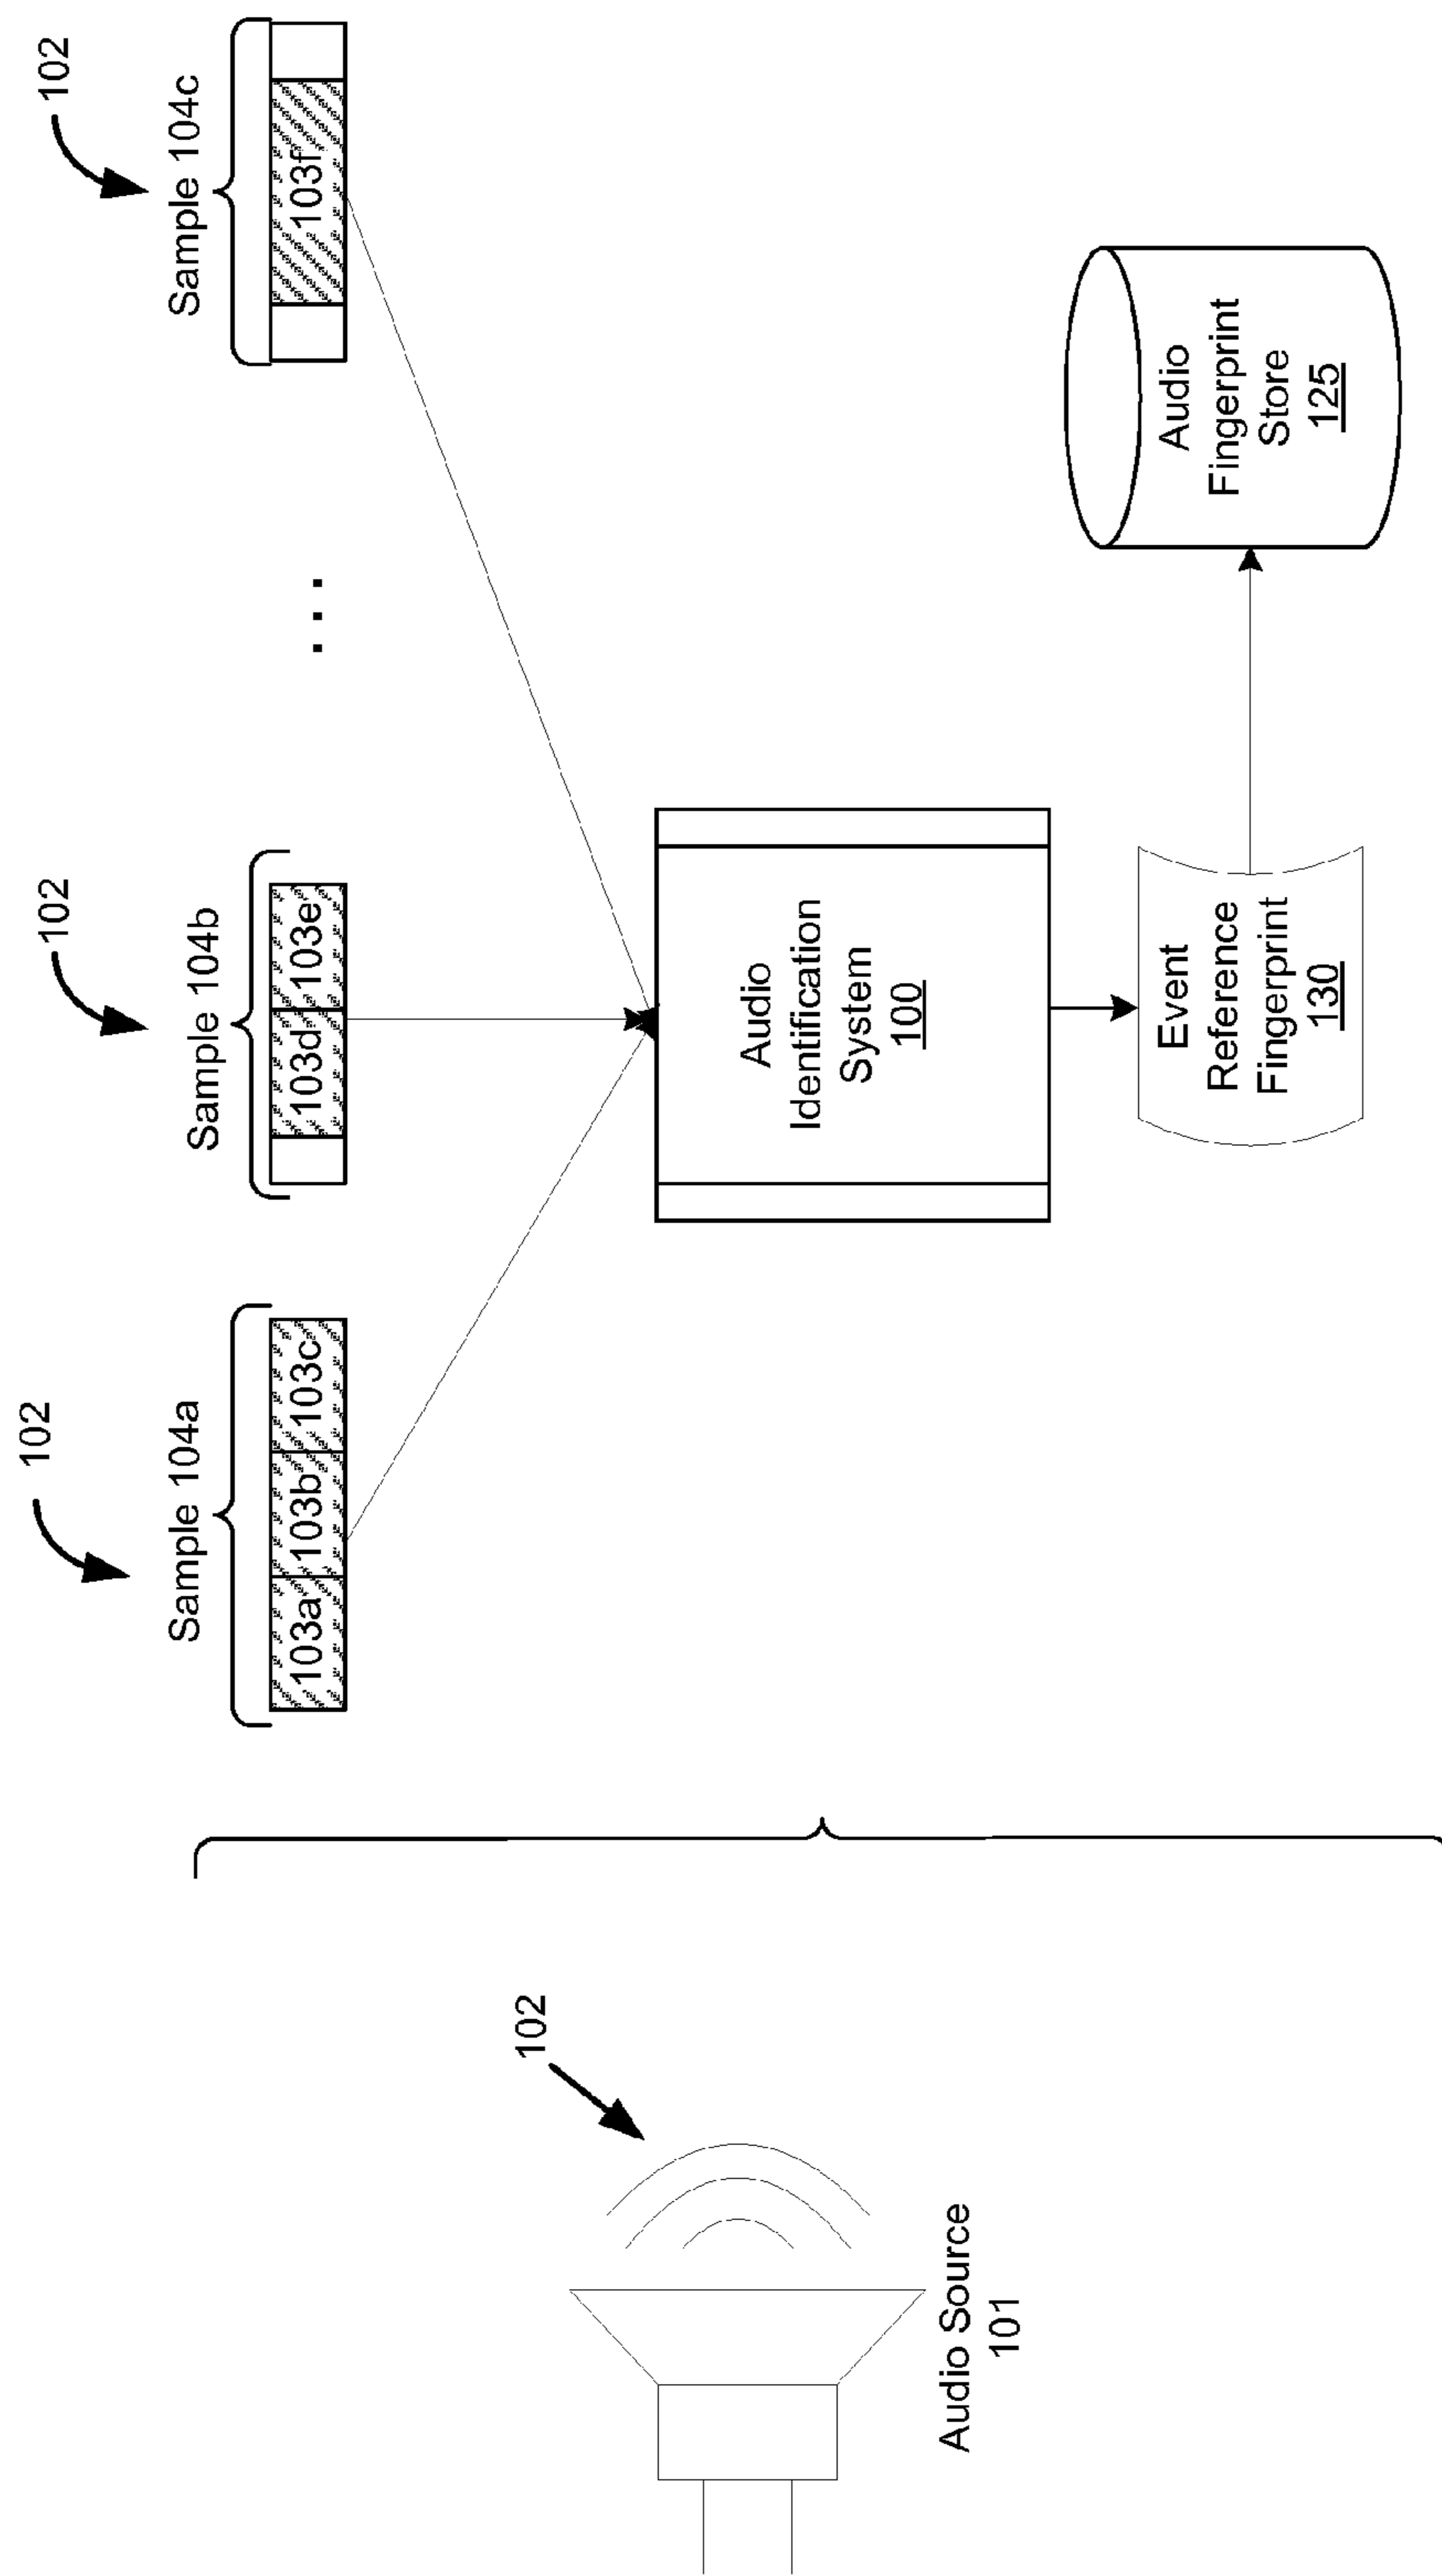 102
102
102
Sample 104a
Sample 104b
Sample 104c
103a 103b 103c
103d 103e
...
103f
102
Audio Source
101
Audio
Identification
System
100
Event
Reference
Fingerprint
130
Audio
Fingerprint
Store
125